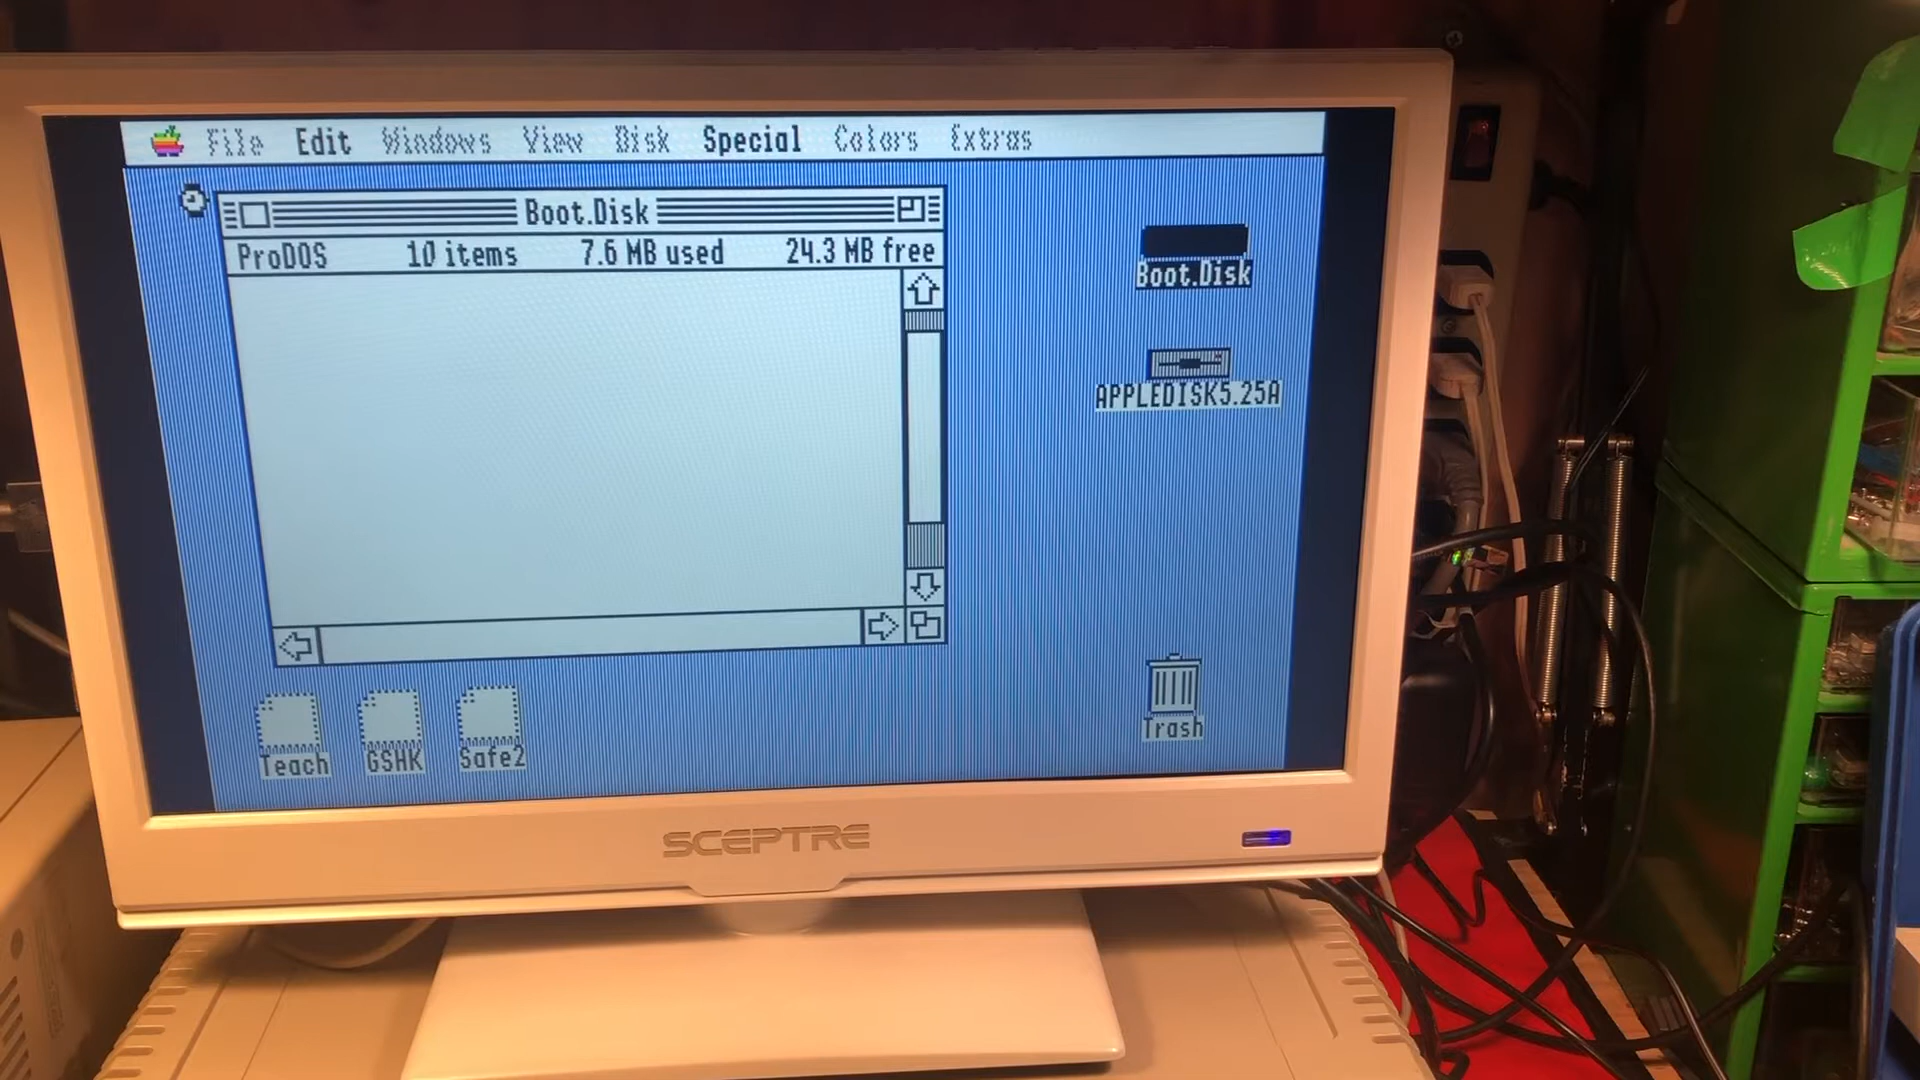 File Edit Windows View Disk Special Colors Extras
Boot.Disk
ProDOS 10 items 7.6 MB used 24.3 MB free
Boot.Disk
APPLEDISK5.25A
Trash
Teach GSHK Safe2
SCEPTRE